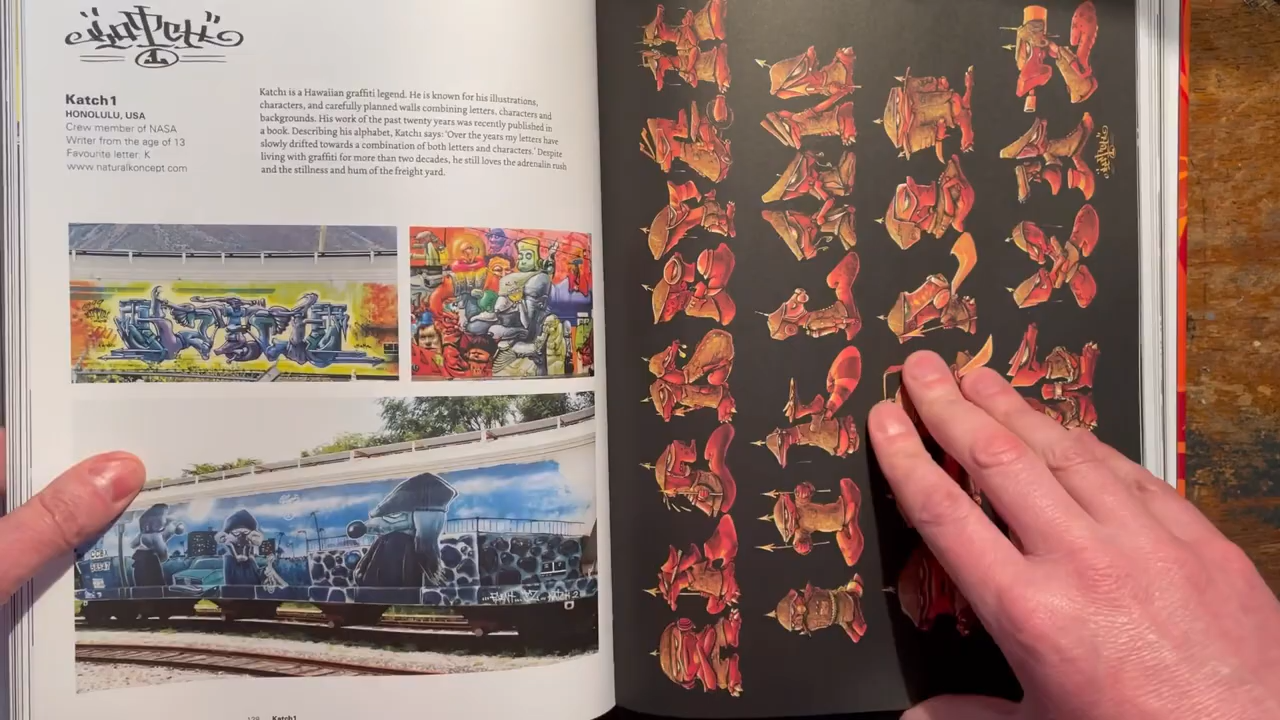 "Katch"
1
Katch1
HONOLULU, USA
Crew member of NASA
Writer from the age of 13
Favourite letter: K
www.naturalkoncept.com
Katch1 is a Hawaiian graffiti legend. He is known for his illustrations,
characters, and carefully planned walls combining letters, characters and
backgrounds. His work of the past twenty years was recently published in
a book. Describing his alphabet, Katch1 says: 'Over the years my letters have
slowly drifted towards a combination of both letters and characters.' Despite
living with graffiti for more than two decades, he still loves the adrenalin rush
and the stillness and hum of the freight yard.
Katch1